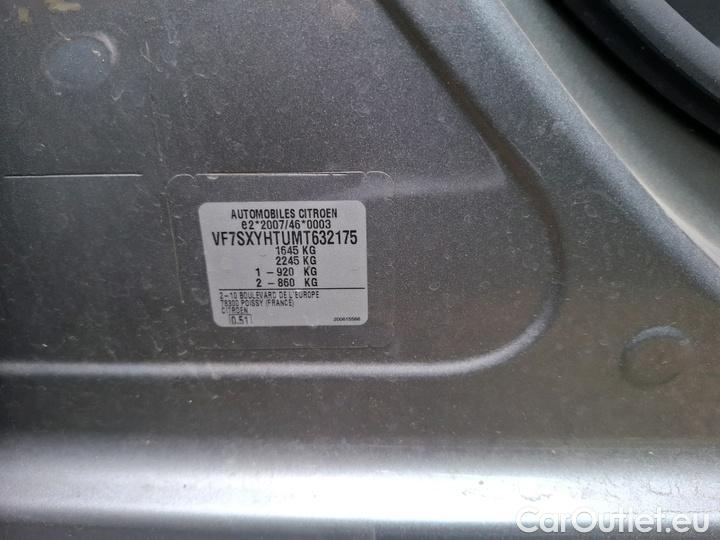 AUTOMOBILES CITROEN
e2*2007/46*0003
VF7SXYHTUMT632175
1645 KG
2245 KG
1 – 920 KG
2 – 860 KG
2–10 BOULEVARD DE L'EUROPE
78300 POISSY (FRANCE)
CITROEN
0.51
200615566
CarOutlet.eu